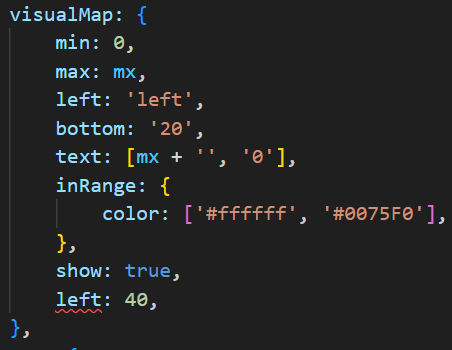 visualMap: {
    min: 0,
    max: mx,
    left: 'left',
    bottom: '20',
    text: [mx + '', '0'],
    inRange: {
        color: ['#ffffff', '#0075F0'],
    },
    show: true,
    left: 40,
},